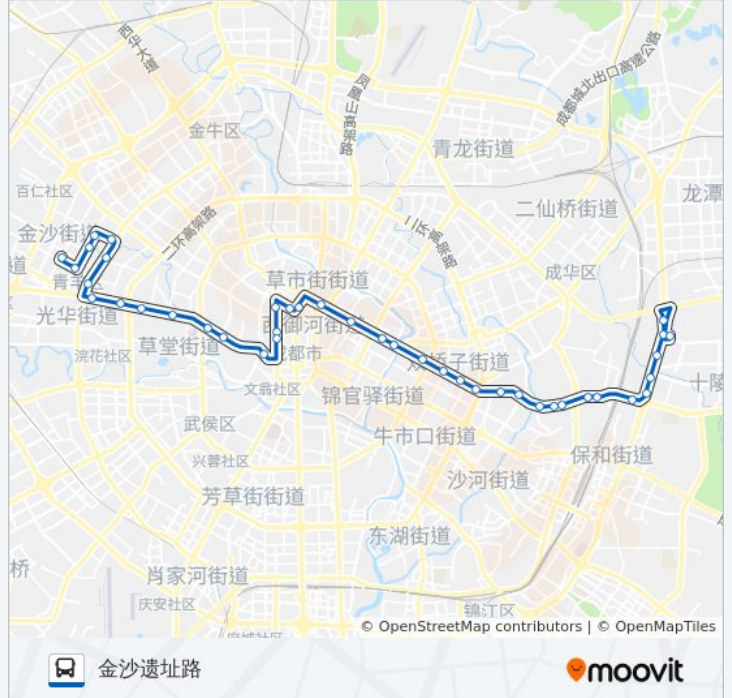 西华大道
成都城北出口高速公路
凤凰山高架路
金牛区
青龙街道
百仁社区
龙潭
二仙桥街道
金沙街道
二环高架路
二环高架路
道
青羊
成华区
草市街街道
光华街道
西御河街道
草堂街道
浣花社区
成都市
双桥子街道
文翁社区
锦官驿街道
十陵
武侯区
牛市口街道
兴蓉社区
保和街道
沙河街道
芳草街街道
东湖街道
桥
肖家河街道
庆安社区
锦江区
© OpenStreetMap contributors | © OpenMapTiles
金沙遗址路
moovit